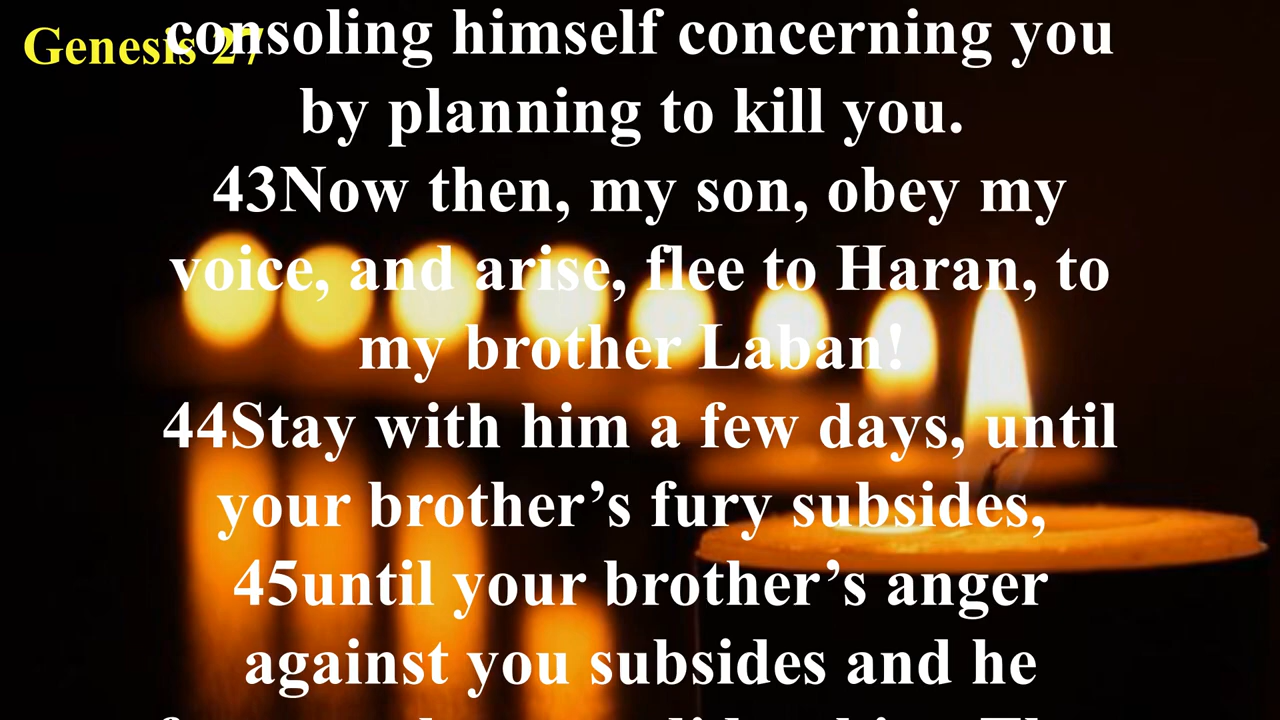 Genesis 27
consoling himself concerning you
by planning to kill you.
43Now then, my son, obey my
voice, and arise, flee to Haran, to
my brother Laban!
44Stay with him a few days, until
your brother’s fury subsides,
45until your brother’s anger
against you subsides and he